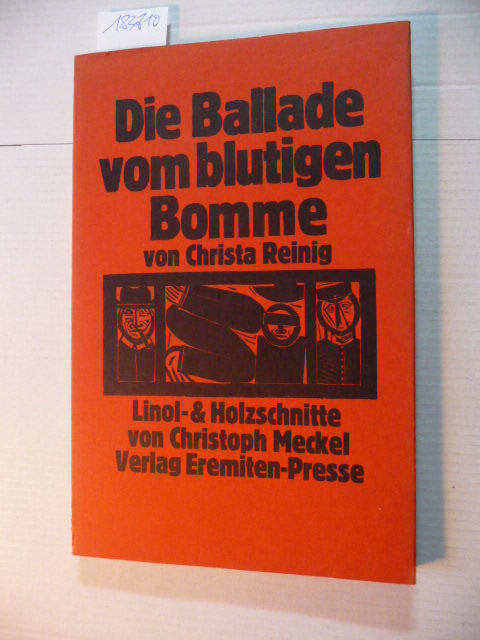 Die Ballade
vom blutigen
Bomme
von Christa Reinig
Linol-& Holzschnitte
von Christoph Meckel
Verlag Eremiten-Presse